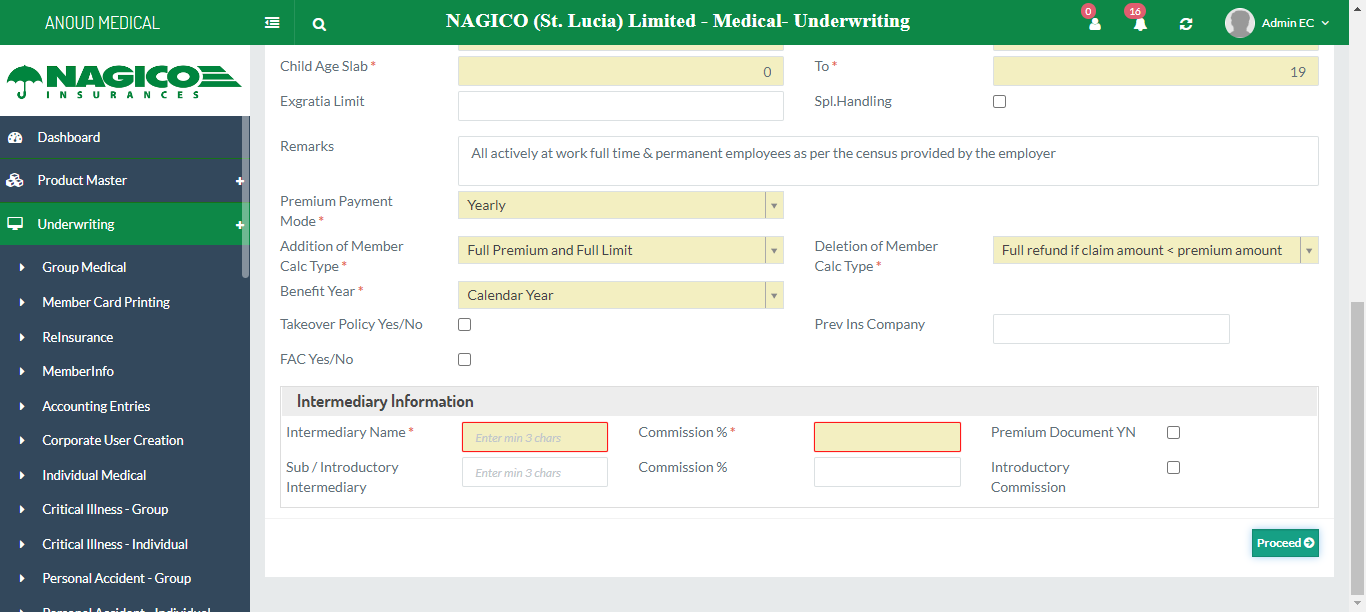 ANOUD MEDICAL
NAGICO (St. Lucia) Limited - Medical- Underwriting
0
16
Admin EC
NAGICO
INSURANCES
Dashboard
Product Master
Underwriting
Group Medical
Member Card Printing
ReInsurance
MemberInfo
Accounting Entries
Corporate User Creation
Individual Medical
Critical Illness - Group
Critical Illness - Individual
Personal Accident - Group
Personal Accident - Individual
Child Age Slab * 0 To * 19
Exgratia Limit Spl.Handling
Remarks All actively at work full time & permanent employees as per the census provided by the employer
Premium Payment
Mode * Yearly
Addition of Member
Calc Type * Full Premium and Full Limit
Deletion of Member
Calc Type * Full refund if claim amount < premium amount
Benefit Year * Calendar Year
Takeover Policy Yes/No Prev Ins Company
FAC Yes/No
Intermediary Information
Intermediary Name * Enter min 3 chars Commission % * Premium Document YN
Sub / Introductory
Intermediary Enter min 3 chars Commission % Introductory
Commission
Proceed